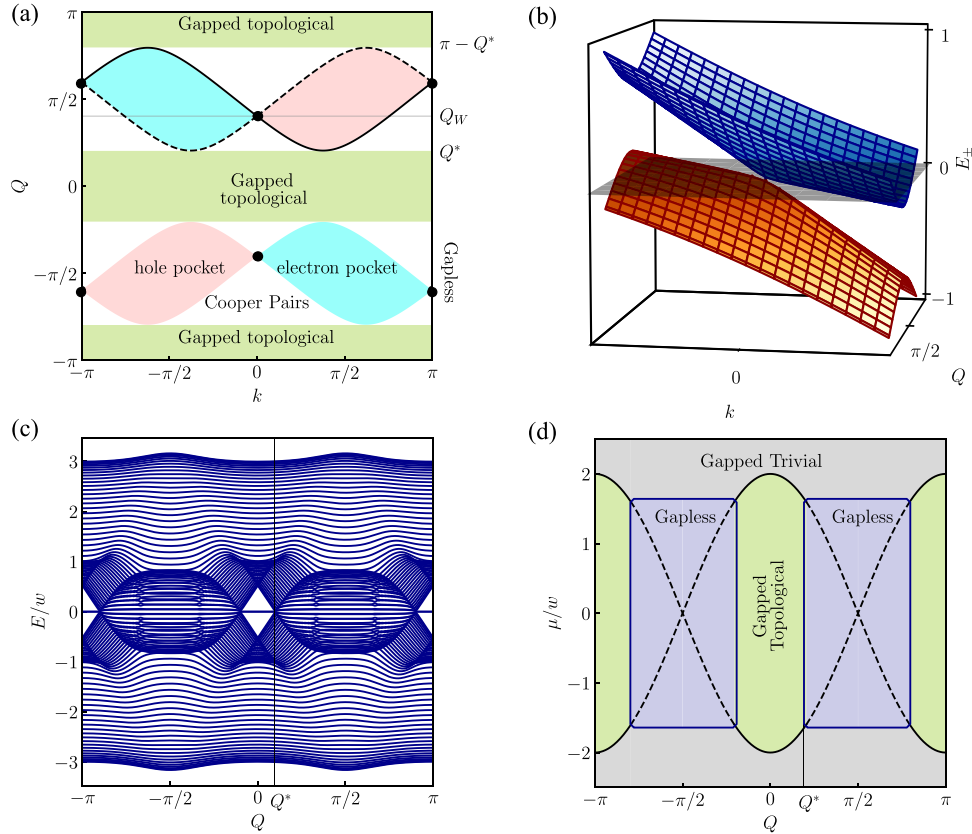 (a)
π
Gapped topological
π − Q*
π/2
Q_W
Q*
Q
0
Gapped
topological
−π/2
hole pocket
electron pocket
Gapless
Cooper Pairs
Gapped topological
−π
−π
−π/2
0
π/2
π
k
(b)
1
0
E±
−1
π/2
0
Q
k
(c)
3
2
1
E/w
0
−1
−2
−3
−π
−π/2
0
Q*
π/2
π
Q
(d)
Gapped Trivial
2
Gapless
Gapless
1
μ/w
0
Gapped
Topological
−1
−2
−π
−π/2
0
Q*
π/2
π
Q